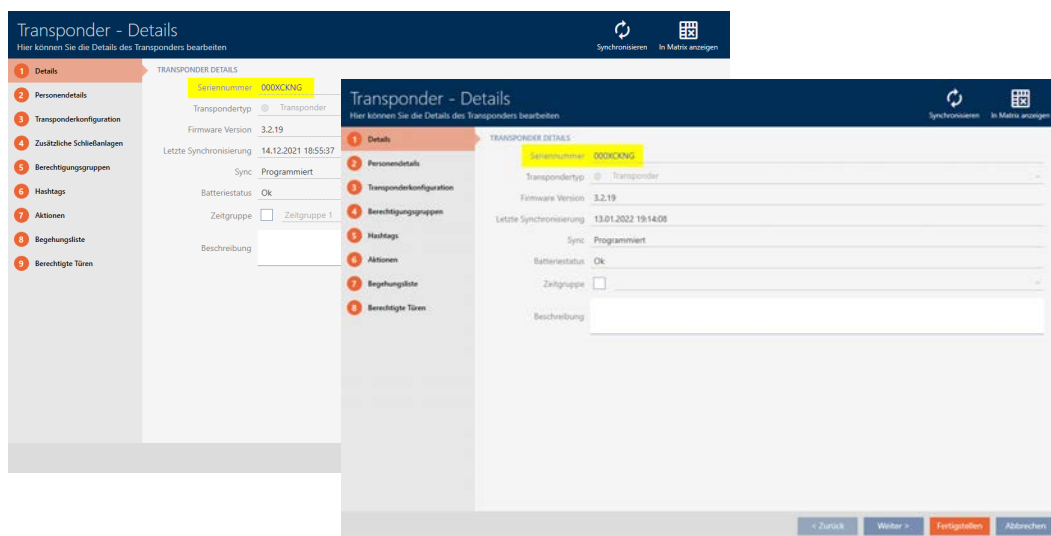 Transponder - Details
Hier können Sie die Details des Transponders bearbeiten
Synchronisieren
In Matrix anzeigen
1 Details
2 Personendetails
3 Transponderkonfiguration
4 Zusätzliche Schließanlagen
5 Berechtigungsgruppen
6 Hashtags
7 Aktionen
8 Begehungsliste
9 Berechtigte Türen
TRANSPONDER DETAILS
Seriennummer 000XCKNG
Transpondertyp Transponder
Firmware Version 3.2.19
Letzte Synchronisierung 14.12.2021 18:55:37
Sync Programmiert
Batteriestatus Ok
Zeitgruppe Zeitgruppe 1
Beschreibung
Transponder - Details
Hier können Sie die Details des Transponders bearbeiten
Synchronisieren
In Matrix anzeigen
1 Details
2 Personendetails
3 Transponderkonfiguration
4 Berechtigungsgruppen
5 Hashtags
6 Aktionen
7 Begehungsliste
8 Berechtigte Türen
TRANSPONDER DETAILS
Seriennummer 000XCKNG
Transpondertyp Transponder
Firmware Version 3.2.19
Letzte Synchronisierung 13.01.2022 19:14:08
Sync Programmiert
Batteriestatus Ok
Zeitgruppe
Beschreibung
< Zurück
Weiter >
Fertigstellen
Abbrechen